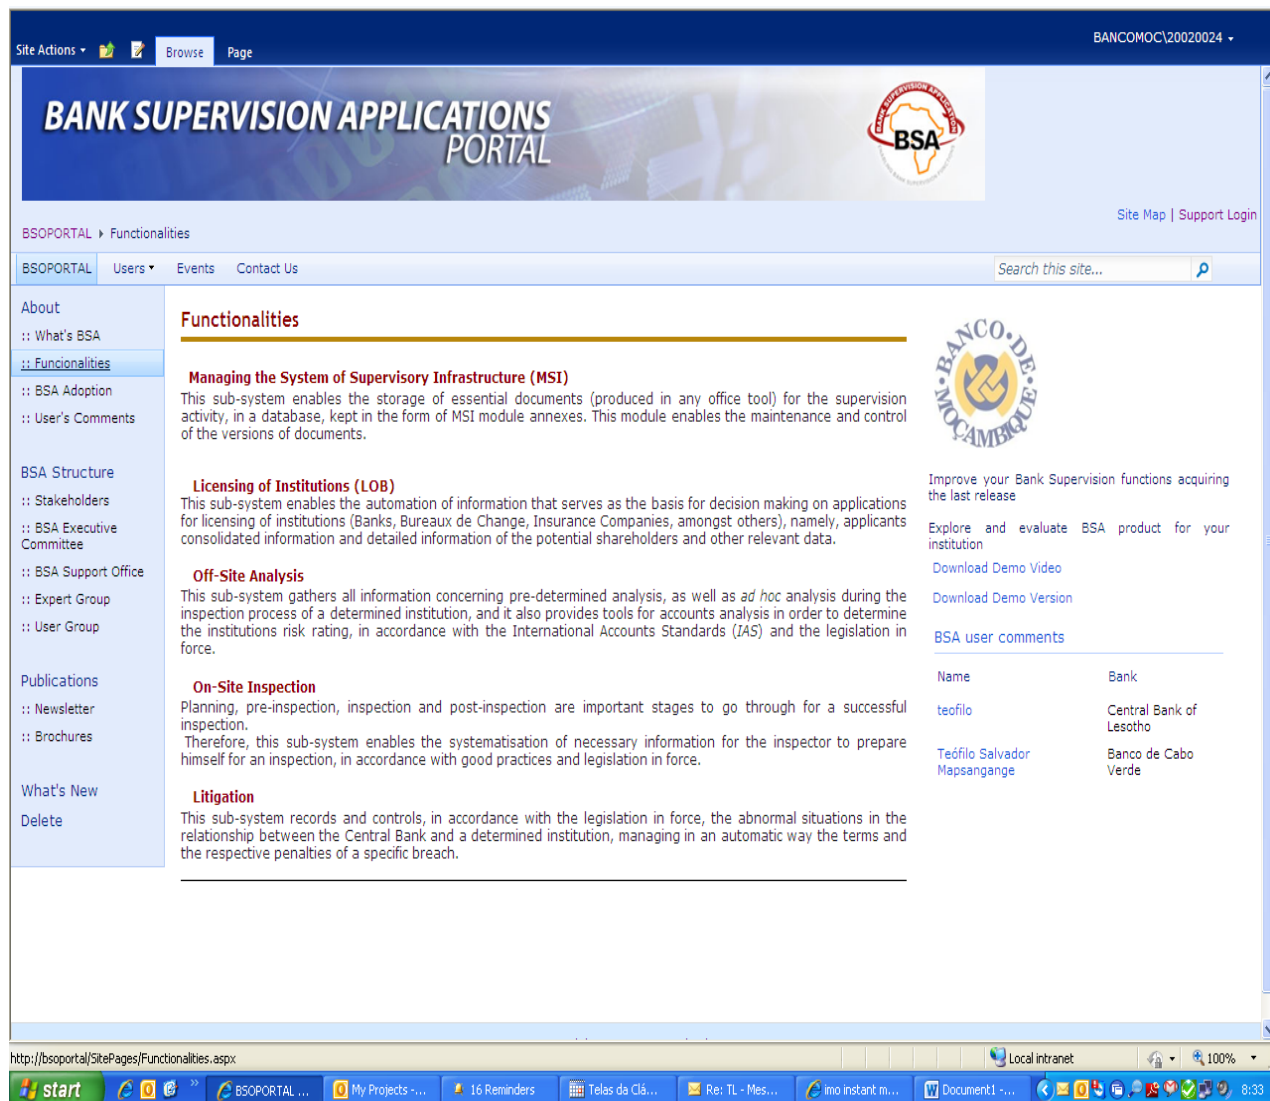 Site Actions
Browse
Page
BANCOMOC\20020024
BANK SUPERVISION APPLICATIONS
PORTAL
BANK SUPERVISION APPLICATION
BSA
Site Map | Support Login
BSOPORTAL ▸ Functionalities
BSOPORTAL
Users
Events
Contact Us
Search this site...
About
:: What's BSA
:: Funcionalities
:: BSA Adoption
:: User's Comments
BSA Structure
:: Stakeholders
:: BSA Executive
Committee
:: BSA Support Office
:: Expert Group
:: User Group
Publications
:: Newsletter
:: Brochures
What's New
Delete
Functionalities
Managing the System of Supervisory Infrastructure (MSI)
This sub-system enables the storage of essential documents (produced in any office tool) for the supervision
activity, in a database, kept in the form of MSI module annexes. This module enables the maintenance and control
of the versions of documents.
Licensing of Institutions (LOB)
This sub-system enables the automation of information that serves as the basis for decision making on applications
for licensing of institutions (Banks, Bureaux de Change, Insurance Companies, amongst others), namely, applicants
consolidated information and detailed information of the potential shareholders and other relevant data.
Off-Site Analysis
This sub-system gathers all information concerning pre-determined analysis, as well as ad hoc analysis during the
inspection process of a determined institution, and it also provides tools for accounts analysis in order to determine
the institutions risk rating, in accordance with the International Accounts Standards (IAS) and the legislation in
force.
On-Site Inspection
Planning, pre-inspection, inspection and post-inspection are important stages to go through for a successful
inspection.
Therefore, this sub-system enables the systematisation of necessary information for the inspector to prepare
himself for an inspection, in accordance with good practices and legislation in force.
Litigation
This sub-system records and controls, in accordance with the legislation in force, the abnormal situations in the
relationship between the Central Bank and a determined institution, managing in an automatic way the terms and
the respective penalties of a specific breach.
BANCO·DE·
MOÇAMBIQUE
Improve your Bank Supervision functions acquiring
the last release
Explore and evaluate BSA product for your
institution
Download Demo Video
Download Demo Version
BSA user comments
Name Bank
teofilo Central Bank of
Lesotho
Teófilo Salvador Banco de Cabo
Mapsangange Verde
http://bsoportal/SitePages/Functionalities.aspx
Local intranet
100%
start
BSOPORTAL ...
My Projects -...
16 Reminders
Telas da Clá...
Re: TL - Mes...
imo instant m...
Document1 -...
8:33